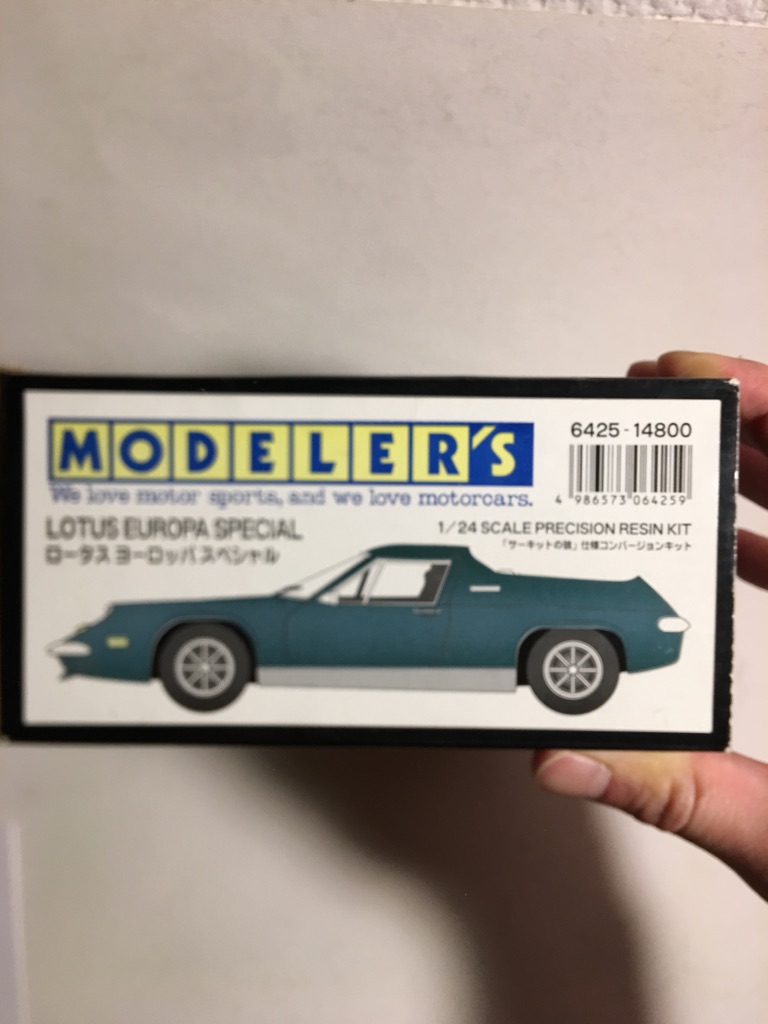 MODELER'S
We love motor sports, and we love motorcars.
6425-14800
4 986573 064259
LOTUS EUROPA SPECIAL
ロータス ヨーロッパ スペシャル
1/24 SCALE PRECISION RESIN KIT
「サーキットの狼」仕様コンバージョンキット